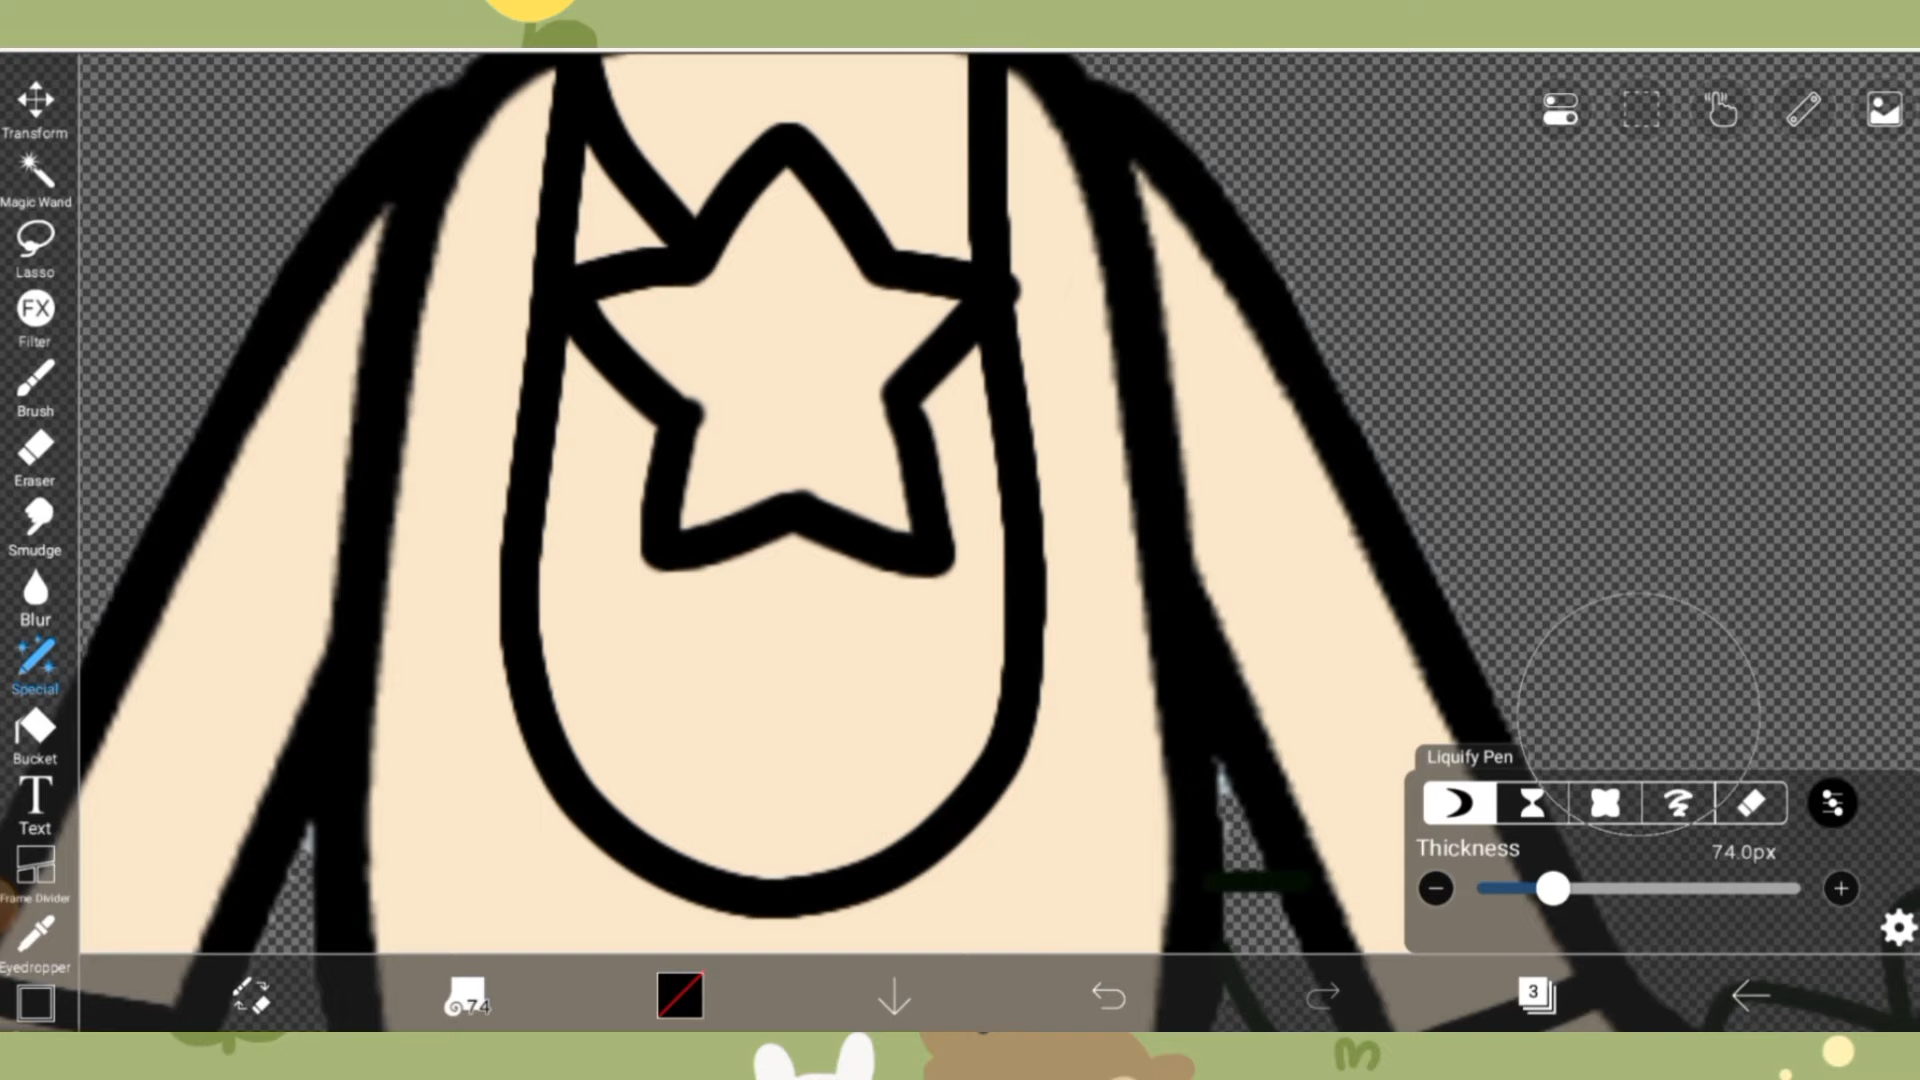 Transform
Magic Wand
Lasso
FX
Filter
Brush
Eraser
Smudge
Blur
Special
Bucket
T
Text
Frame Divider
Eyedropper
Liquify Pen
Thickness
74.0px
74
3